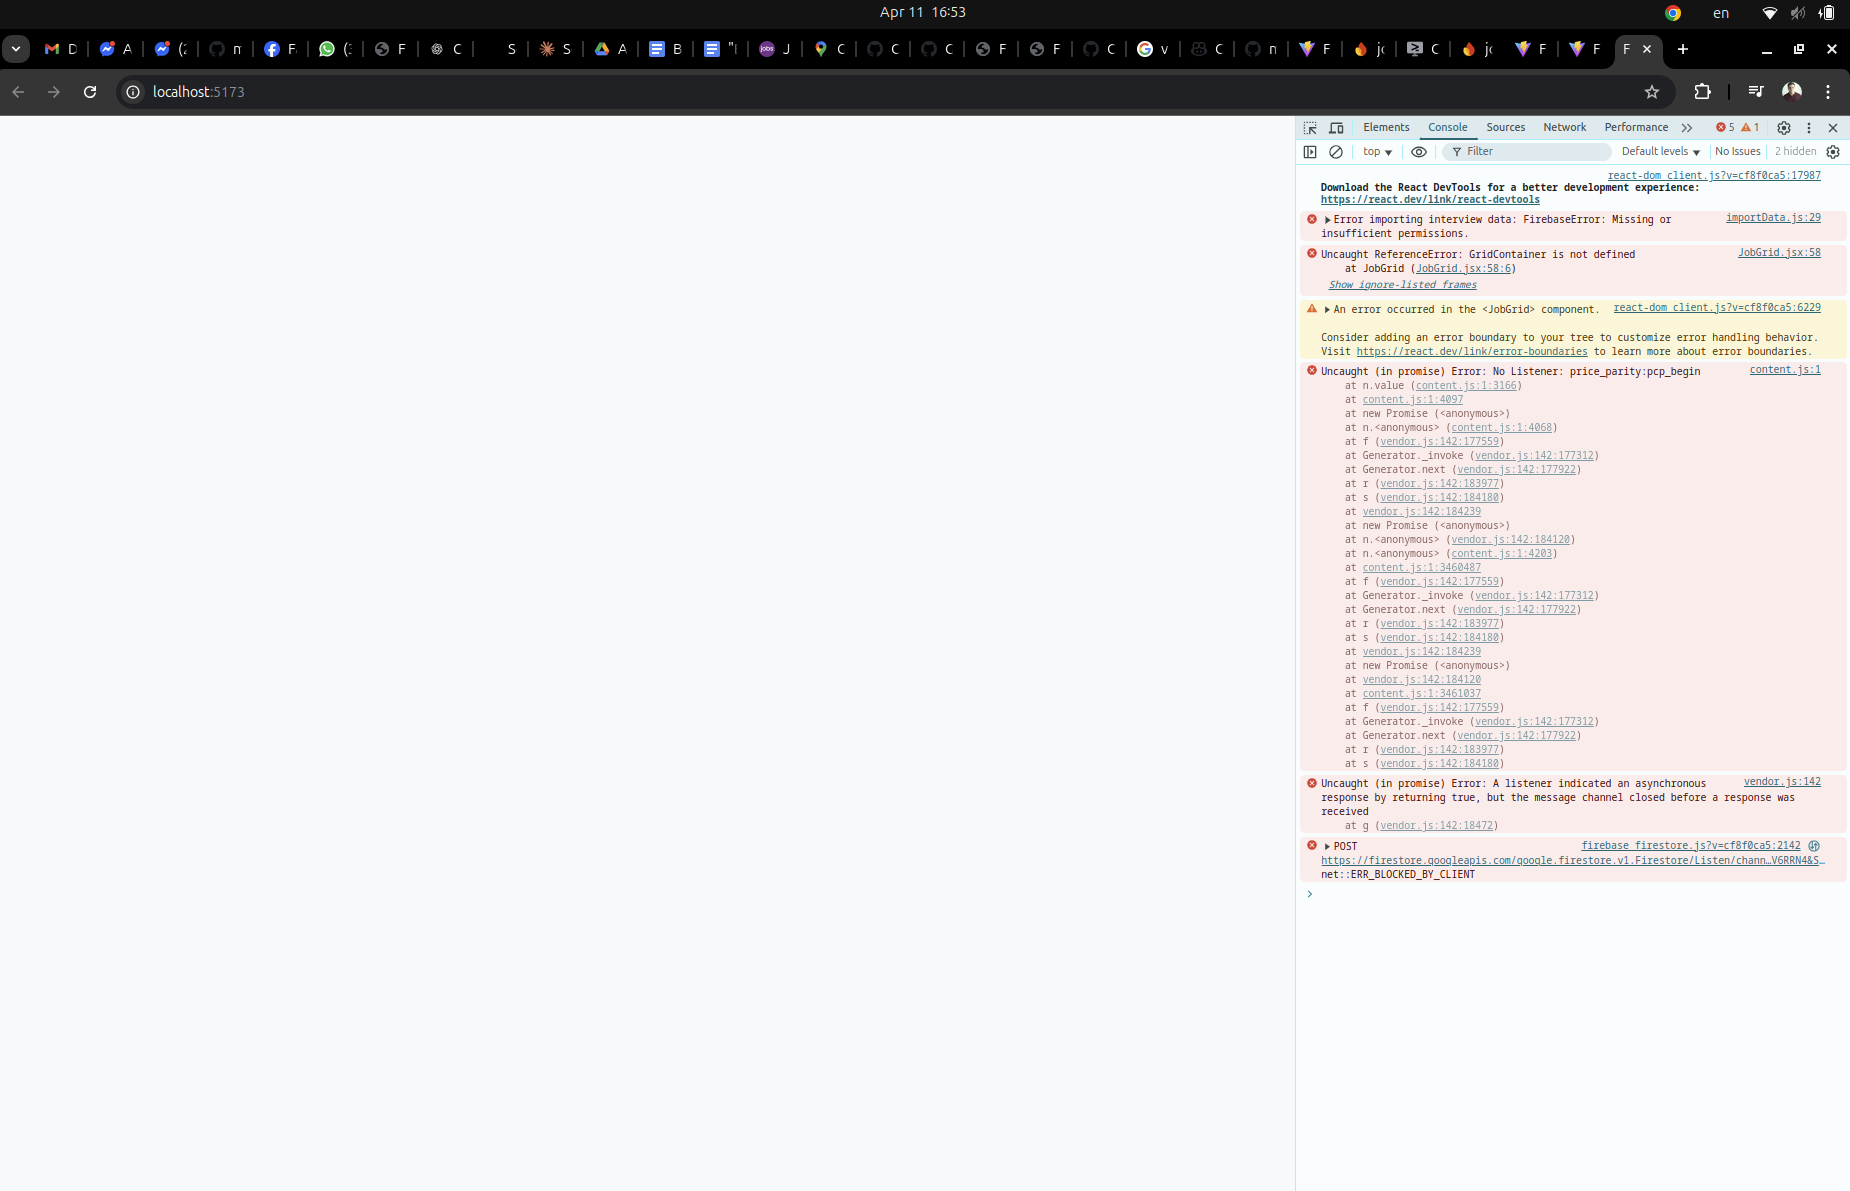 Apr 11 16:53
en
D
A
(2
n
F
(3
F
C
S
S
A
B
"I
J
C
C
C
F
F
C
v
C
n
F
jc
C
jc
F
F
F
localhost:5173
Elements Console Sources Network Performance 5 1
top Filter Default levels No Issues 2 hidden
react-dom_client.js?v=cf8f0ca5:17987
Download the React DevTools for a better development experience:
https://react.dev/link/react-devtools
Error importing interview data: FirebaseError: Missing or importData.js:29
insufficient permissions.
Uncaught ReferenceError: GridContainer is not defined JobGrid.jsx:58
at JobGrid (JobGrid.jsx:58:6)
Show ignore-listed frames
An error occurred in the <JobGrid> component. react-dom_client.js?v=cf8f0ca5:6229
Consider adding an error boundary to your tree to customize error handling behavior.
Visit https://react.dev/link/error-boundaries to learn more about error boundaries.
Uncaught (in promise) Error: No Listener: price_parity:pcp_begin content.js:1
at n.value (content.js:1:3166)
at content.js:1:4097
at new Promise (<anonymous>)
at n.<anonymous> (content.js:1:4068)
at f (vendor.js:142:177559)
at Generator._invoke (vendor.js:142:177312)
at Generator.next (vendor.js:142:177922)
at r (vendor.js:142:183977)
at s (vendor.js:142:184180)
at vendor.js:142:184239
at new Promise (<anonymous>)
at n.<anonymous> (vendor.js:142:184120)
at n.<anonymous> (content.js:1:4203)
at content.js:1:3460487
at f (vendor.js:142:177559)
at Generator._invoke (vendor.js:142:177312)
at Generator.next (vendor.js:142:177922)
at r (vendor.js:142:183977)
at s (vendor.js:142:184180)
at vendor.js:142:184239
at new Promise (<anonymous>)
at vendor.js:142:184120
at content.js:1:3461037
at f (vendor.js:142:177559)
at Generator._invoke (vendor.js:142:177312)
at Generator.next (vendor.js:142:177922)
at r (vendor.js:142:183977)
at s (vendor.js:142:184180)
Uncaught (in promise) Error: A listener indicated an asynchronous vendor.js:142
response by returning true, but the message channel closed before a response was
received
at g (vendor.js:142:18472)
POST firebase_firestore.js?v=cf8f0ca5:2142
https://firestore.googleapis.com/google.firestore.v1.Firestore/Listen/chann…V6RRN4&S…
net::ERR_BLOCKED_BY_CLIENT